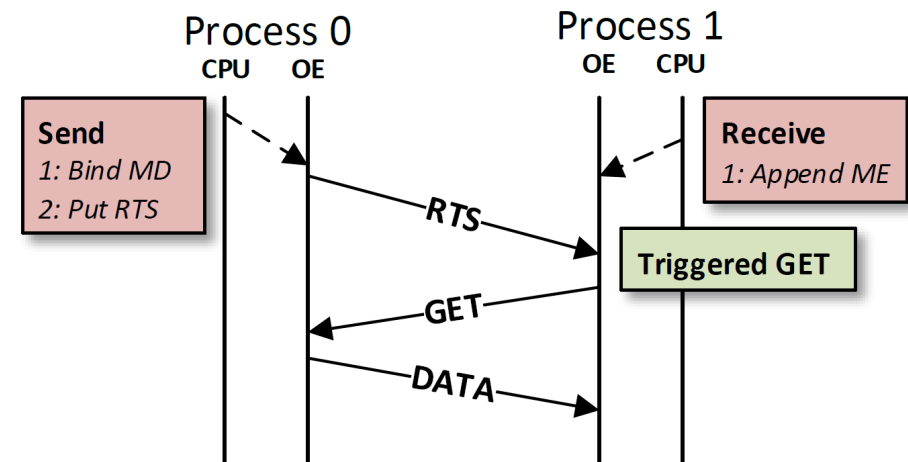 Process 0
Process 1
CPU
OE
OE
CPU
Send
1: Bind MD
2: Put RTS
Receive
1: Append ME
RTS
Triggered GET
GET
DATA